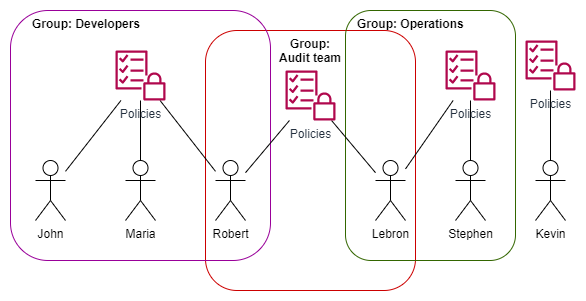 Group: Developers
Group:
Audit team
Group: Operations
Policies
Policies
Policies
Policies
John
Maria
Robert
Lebron
Stephen
Kevin